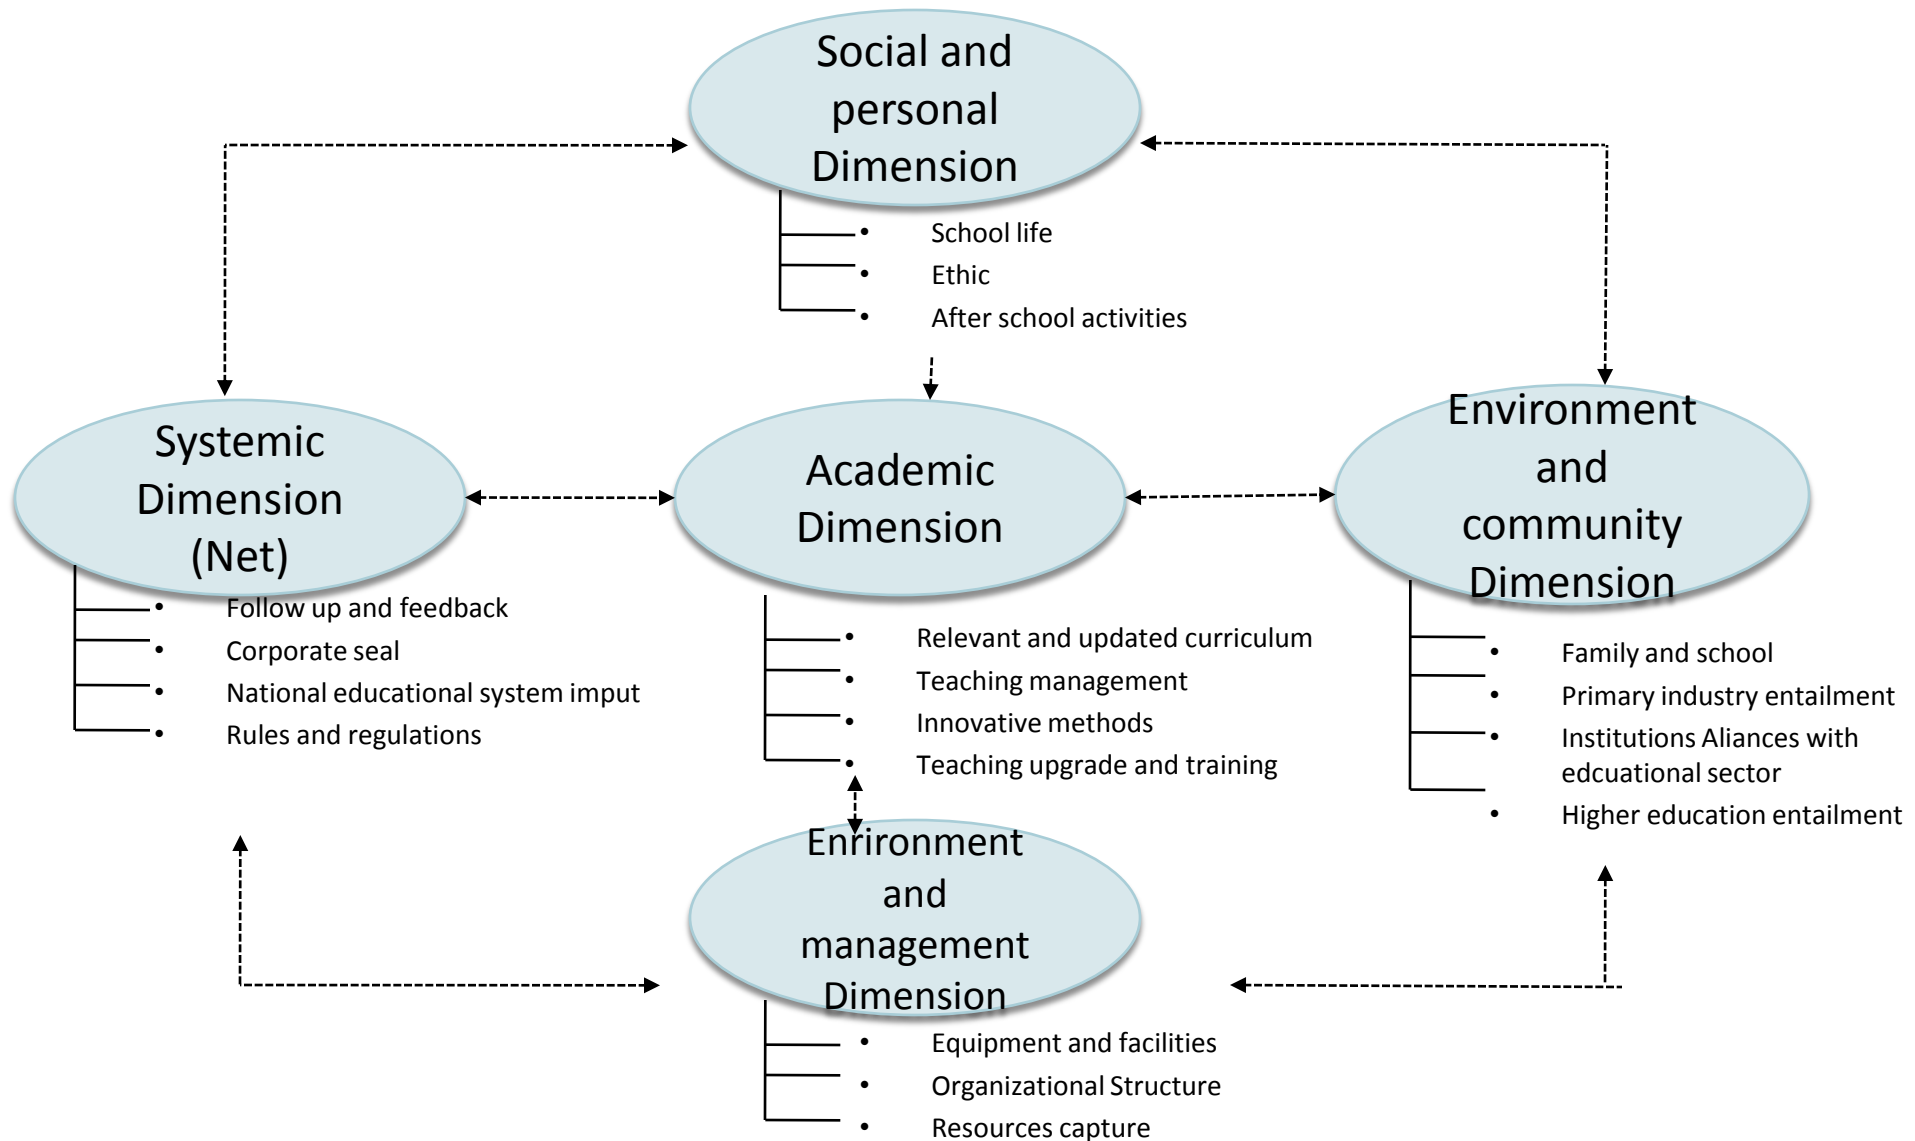 Social and
personal
Dimension
• School life
• Ethic
• After school activities
Systemic
Dimension
(Net)
• Follow up and feedback
• Corporate seal
• National educational system imput
• Rules and regulations
Academic
Dimension
• Relevant and updated curriculum
• Teaching management
• Innovative methods
• Teaching upgrade and training
Environment
and
community
Dimension
• Family and school
• Primary industry entailment
• Institutions Aliances with
edcuational sector
• Higher education entailment
Enrironment
and
management
Dimension
• Equipment and facilities
• Organizational Structure
• Resources capture